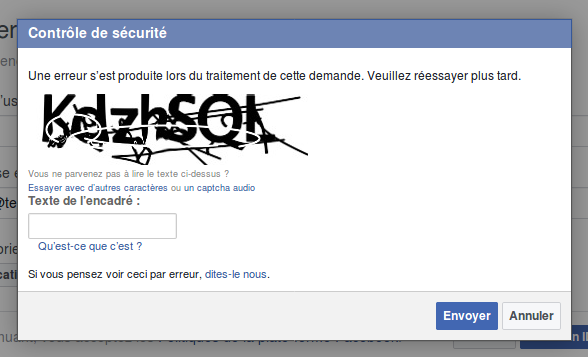 Contrôle de sécurité
Une erreur s'est produite lors du traitement de cette demande. Veuillez réessayer plus tard.
Vous ne parvenez pas à lire le texte ci-dessus ?
Essayer avec d'autres caractères ou un captcha audio
Texte de l'encadré :
Qu'est-ce que c'est ?
Si vous pensez voir ceci par erreur, dites-le nous.
Envoyer Annuler